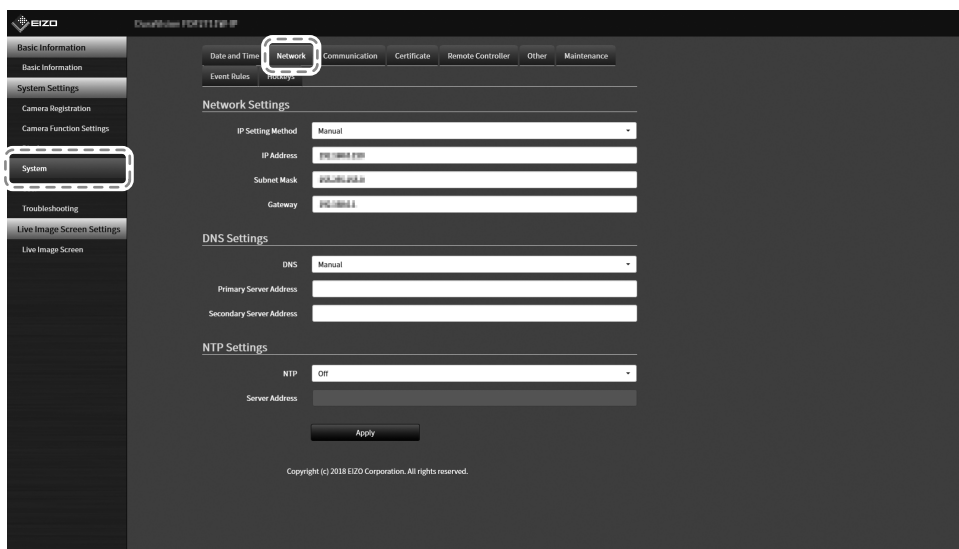 EIZO
Basic Information
Basic Information
System Settings
Camera Registration
Camera Function Settings
System
Troubleshooting
Live Image Screen Settings
Live Image Screen
Date and Time Network Communication Certificate Remote Controller Other Maintenance
Event Rules Hotkeys
Network Settings
IP Setting Method Manual
IP Address
Subnet Mask
Gateway
DNS Settings
DNS Manual
Primary Server Address
Secondary Server Address
NTP Settings
NTP Off
Server Address
Apply
Copyright (c) 2018 EIZO Corporation. All rights reserved.